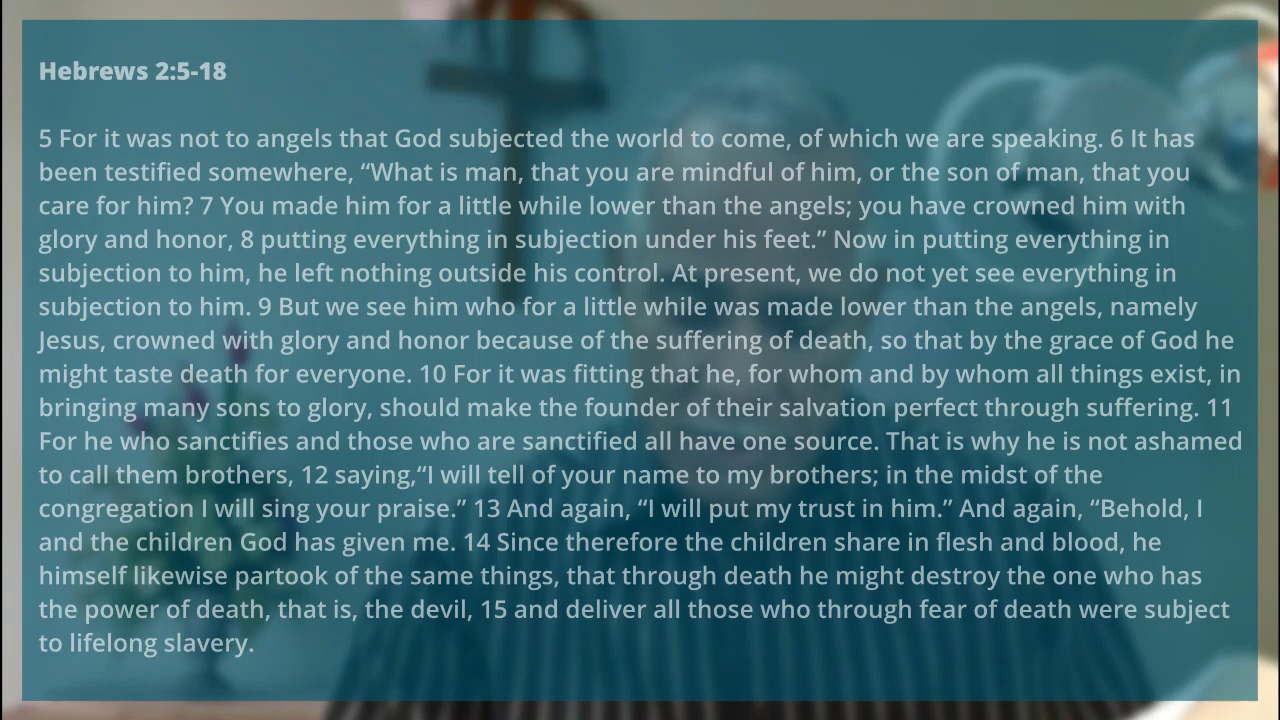 Hebrews 2:5-18
5 For it was not to angels that God subjected the world to come, of which we are speaking. 6 It has
been testified somewhere, “What is man, that you are mindful of him, or the son of man, that you
care for him? 7 You made him for a little while lower than the angels; you have crowned him with
glory and honor, 8 putting everything in subjection under his feet.” Now in putting everything in
subjection to him, he left nothing outside his control. At present, we do not yet see everything in
subjection to him. 9 But we see him who for a little while was made lower than the angels, namely
Jesus, crowned with glory and honor because of the suffering of death, so that by the grace of God he
might taste death for everyone. 10 For it was fitting that he, for whom and by whom all things exist, in
bringing many sons to glory, should make the founder of their salvation perfect through suffering. 11
For he who sanctifies and those who are sanctified all have one source. That is why he is not ashamed
to call them brothers, 12 saying,“I will tell of your name to my brothers; in the midst of the
congregation I will sing your praise.” 13 And again, “I will put my trust in him.” And again, “Behold, I
and the children God has given me. 14 Since therefore the children share in flesh and blood, he
himself likewise partook of the same things, that through death he might destroy the one who has
the power of death, that is, the devil, 15 and deliver all those who through fear of death were subject
to lifelong slavery.